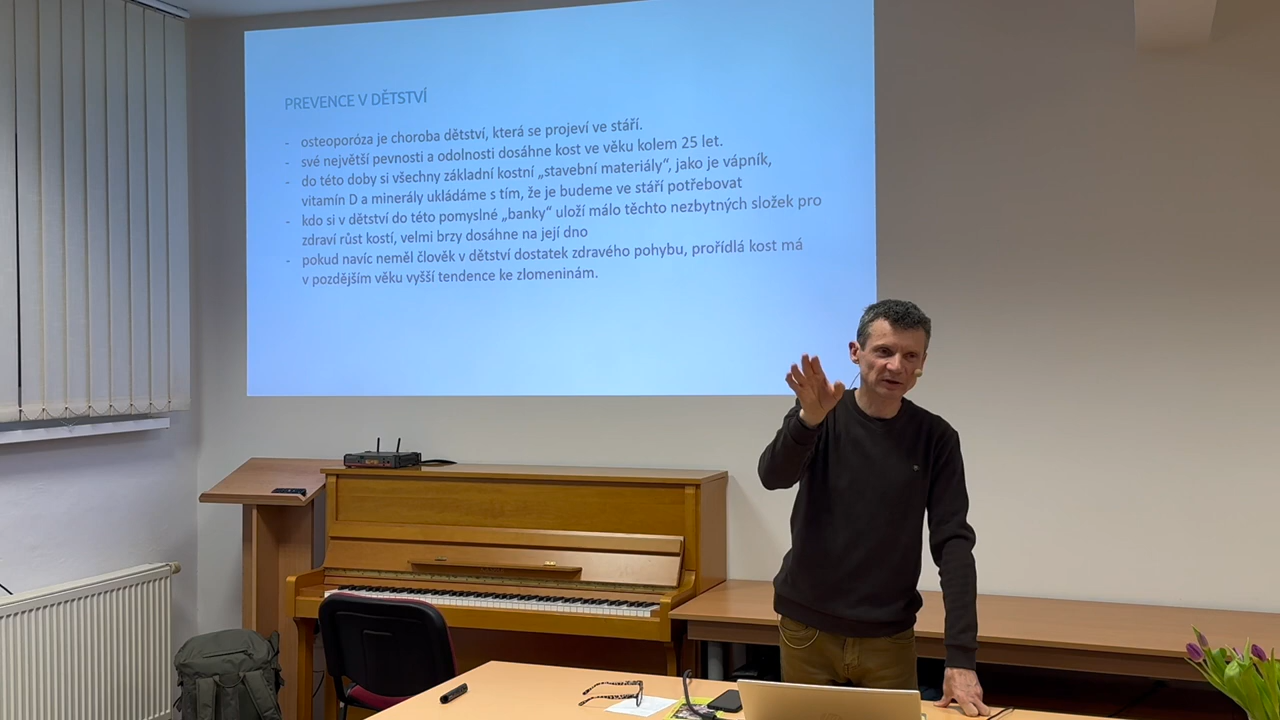 PREVENCE V DĚTSTVÍ
- osteoporóza je choroba dětství, která se projeví ve stáří.
- své největší pevnosti a odolnosti dosáhne kost ve věku kolem 25 let.
- do této doby si všechny základní kostní „stavební materiály“, jako je vápník,
vitamín D a minerály ukládáme s tím, že je budeme ve stáří potřebovat
- kdo si v dětství do této pomyslné „banky“ uloží málo těchto nezbytných složek pro
zdraví růst kostí, velmi brzy dosáhne na její dno
- pokud navíc neměl člověk v dětství dostatek zdravého pohybu, prořídlá kost má
v pozdějším věku vyšší tendence ke zlomeninám.